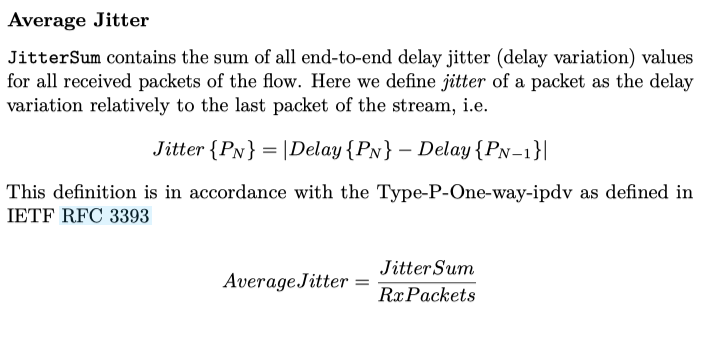 Average Jitter
JitterSum contains the sum of all end-to-end delay jitter (delay variation) values
for all received packets of the flow. Here we define jitter of a packet as the delay
variation relatively to the last packet of the stream, i.e.
Jitter {P_N} = |Delay {P_N} − Delay {P_{N−1}}|
This definition is in accordance with the Type-P-One-way-ipdv as defined in
IETF RFC 3393
AverageJitter = JitterSum / RxPackets